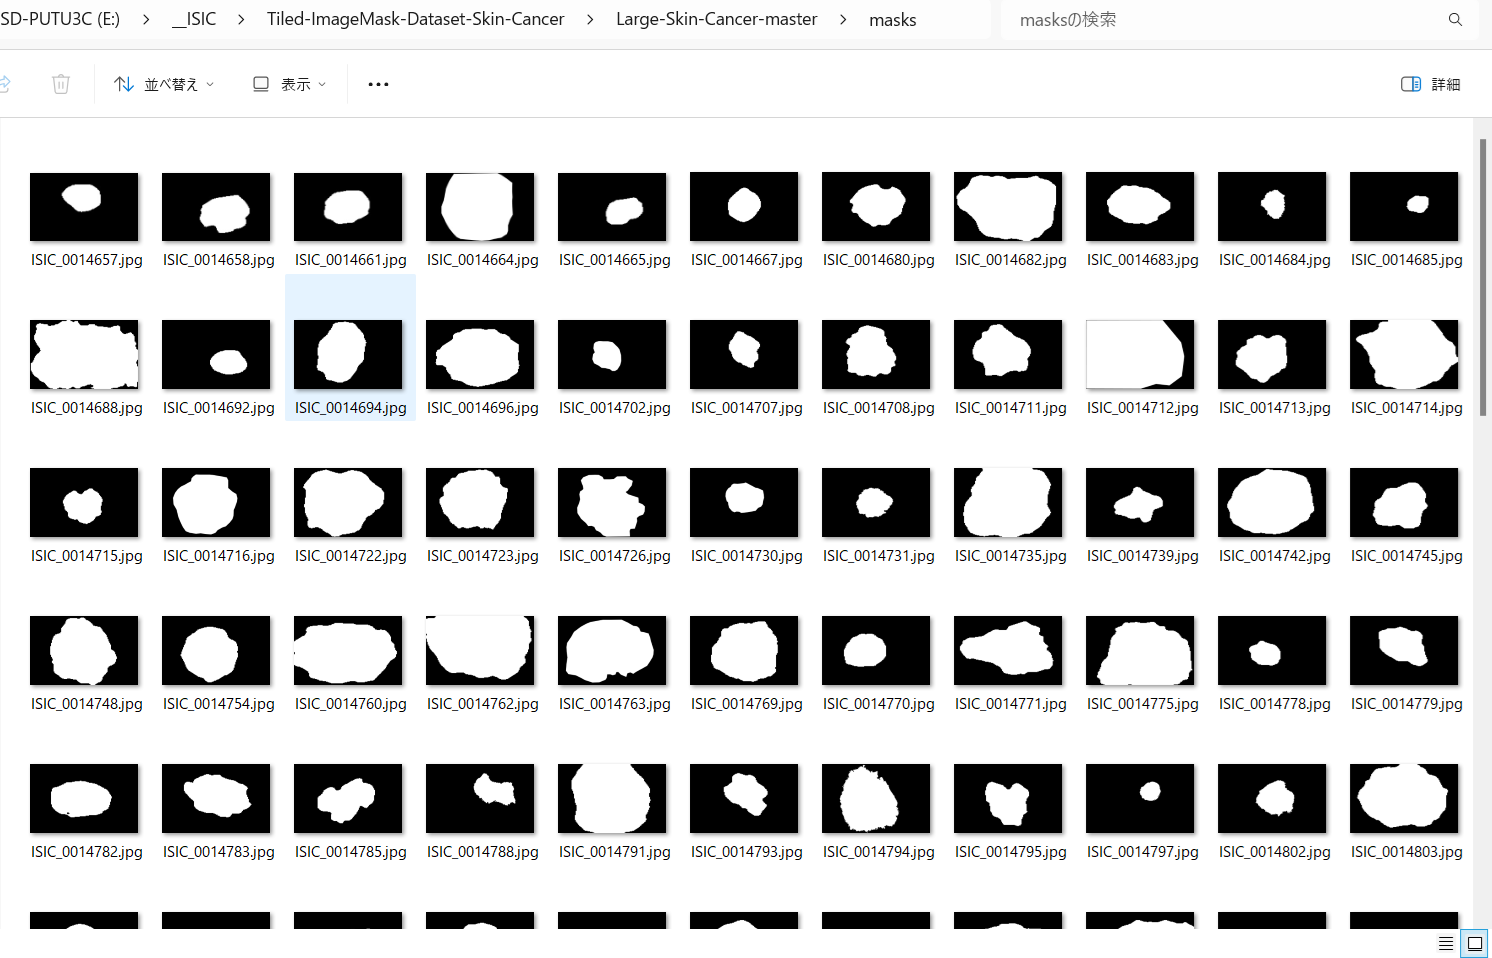 SD-PUTU3C (E:) > __ISIC > Tiled-ImageMask-Dataset-Skin-Cancer > Large-Skin-Cancer-master > masks masksの検索
並べ替え 表示 ••• 詳細
ISIC_0014657.jpg ISIC_0014658.jpg ISIC_0014661.jpg ISIC_0014664.jpg ISIC_0014665.jpg ISIC_0014667.jpg ISIC_0014680.jpg ISIC_0014682.jpg ISIC_0014683.jpg ISIC_0014684.jpg ISIC_0014685.jpg
ISIC_0014688.jpg ISIC_0014692.jpg ISIC_0014694.jpg ISIC_0014696.jpg ISIC_0014702.jpg ISIC_0014707.jpg ISIC_0014708.jpg ISIC_0014711.jpg ISIC_0014712.jpg ISIC_0014713.jpg ISIC_0014714.jpg
ISIC_0014715.jpg ISIC_0014716.jpg ISIC_0014722.jpg ISIC_0014723.jpg ISIC_0014726.jpg ISIC_0014730.jpg ISIC_0014731.jpg ISIC_0014735.jpg ISIC_0014739.jpg ISIC_0014742.jpg ISIC_0014745.jpg
ISIC_0014748.jpg ISIC_0014754.jpg ISIC_0014760.jpg ISIC_0014762.jpg ISIC_0014763.jpg ISIC_0014769.jpg ISIC_0014770.jpg ISIC_0014771.jpg ISIC_0014775.jpg ISIC_0014778.jpg ISIC_0014779.jpg
ISIC_0014782.jpg ISIC_0014783.jpg ISIC_0014785.jpg ISIC_0014788.jpg ISIC_0014791.jpg ISIC_0014793.jpg ISIC_0014794.jpg ISIC_0014795.jpg ISIC_0014797.jpg ISIC_0014802.jpg ISIC_0014803.jpg